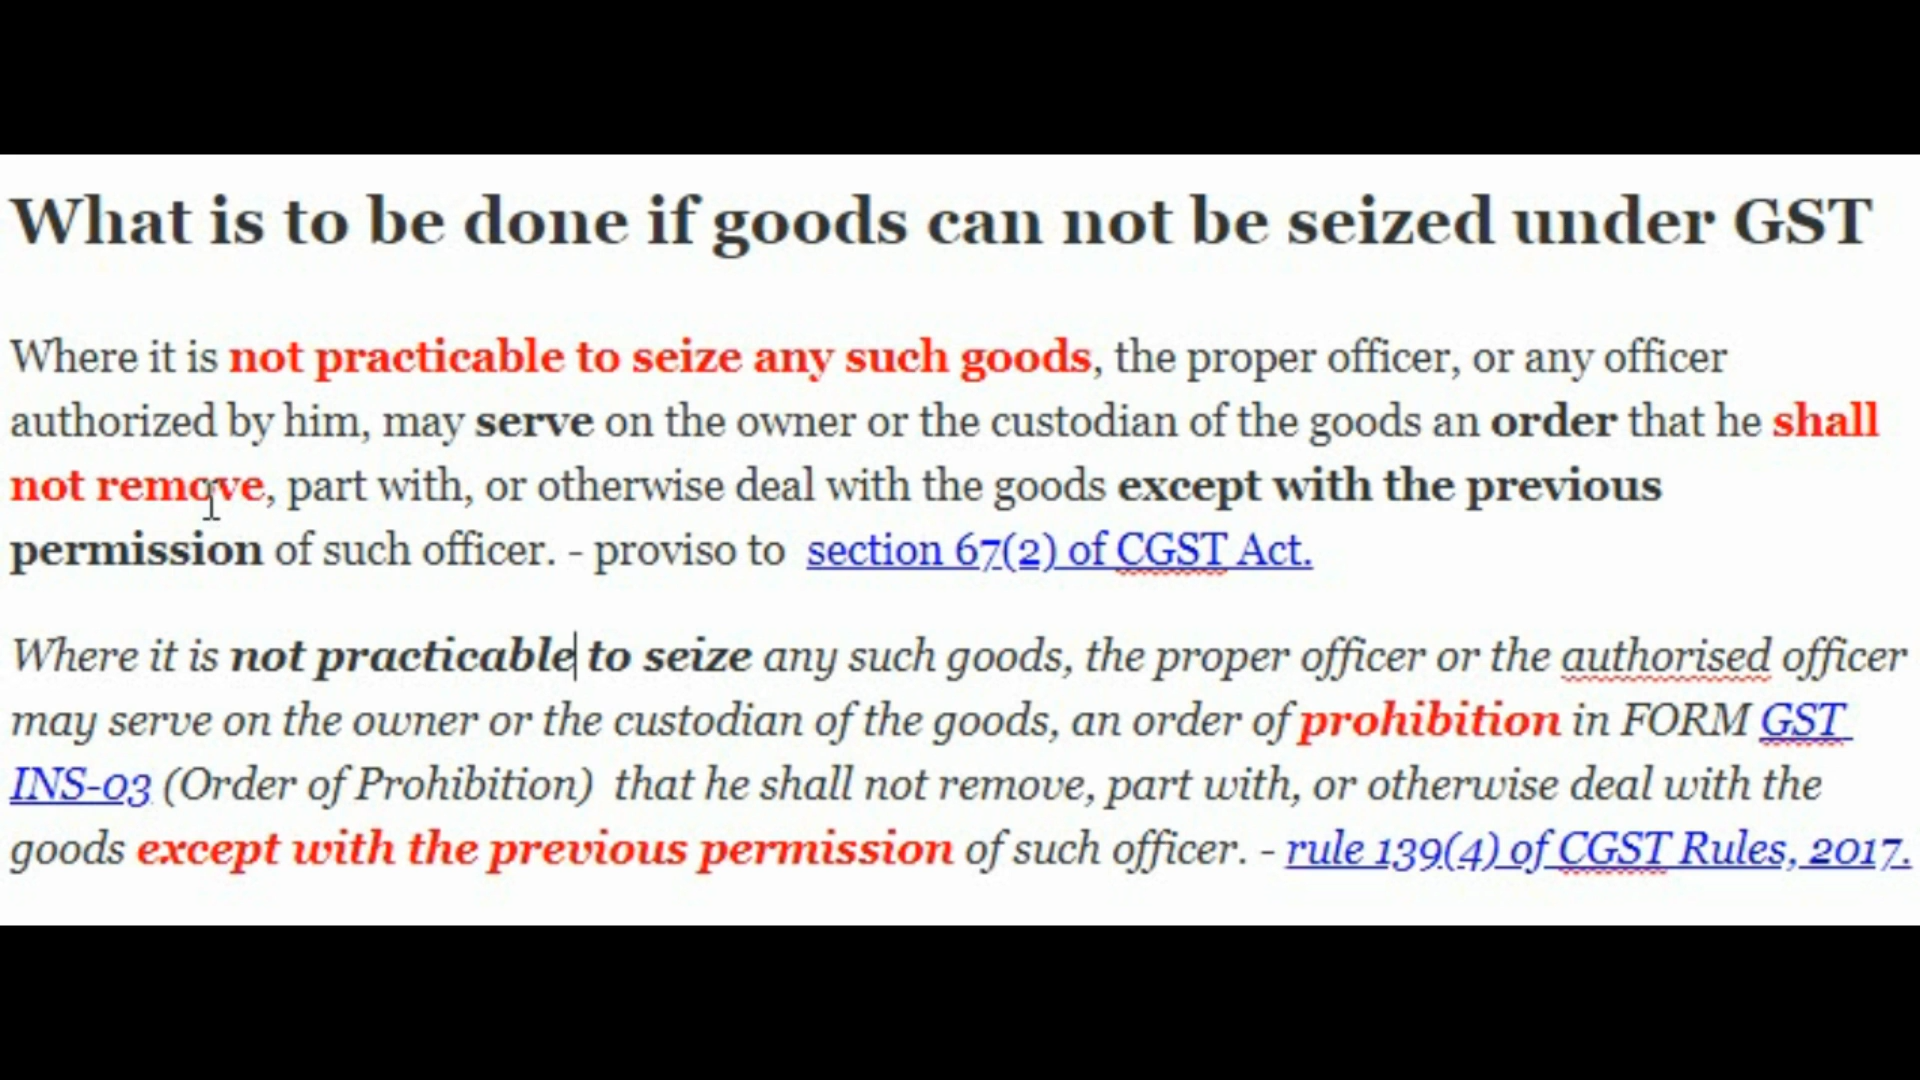 What is to be done if goods can not be seized under GST
Where it is not practicable to seize any such goods, the proper officer, or any officer
authorized by him, may serve on the owner or the custodian of the goods an order that he shall
not remove, part with, or otherwise deal with the goods except with the previous
permission of such officer. - proviso to section 67(2) of CGST Act.
Where it is not practicable to seize any such goods, the proper officer or the authorised officer
may serve on the owner or the custodian of the goods, an order of prohibition in FORM GST
INS-03 (Order of Prohibition) that he shall not remove, part with, or otherwise deal with the
goods except with the previous permission of such officer. - rule 139(4) of CGST Rules, 2017.